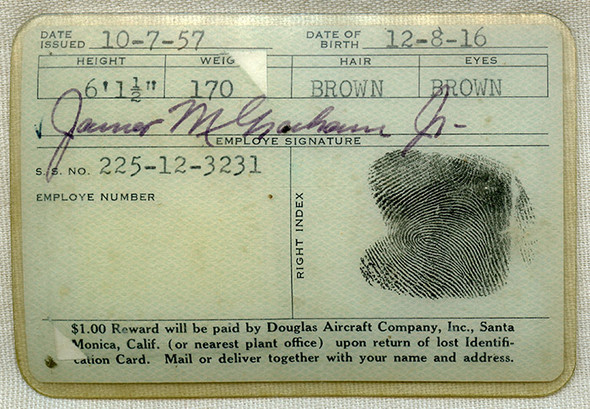 DATE ISSUED 10-7-57 DATE OF BIRTH 12-8-16
HEIGHT WEIG HAIR EYES
6'1½" 170 BROWN BROWN
James M Graham Jr-
EMPLOYE SIGNATURE
S. S. NO. 225-12-3231
EMPLOYE NUMBER
RIGHT INDEX
$1.00 Reward will be paid by Douglas Aircraft Company, Inc., Santa
Monica, Calif. (or nearest plant office) upon return of lost Identifi-
cation Card. Mail or deliver together with your name and address.